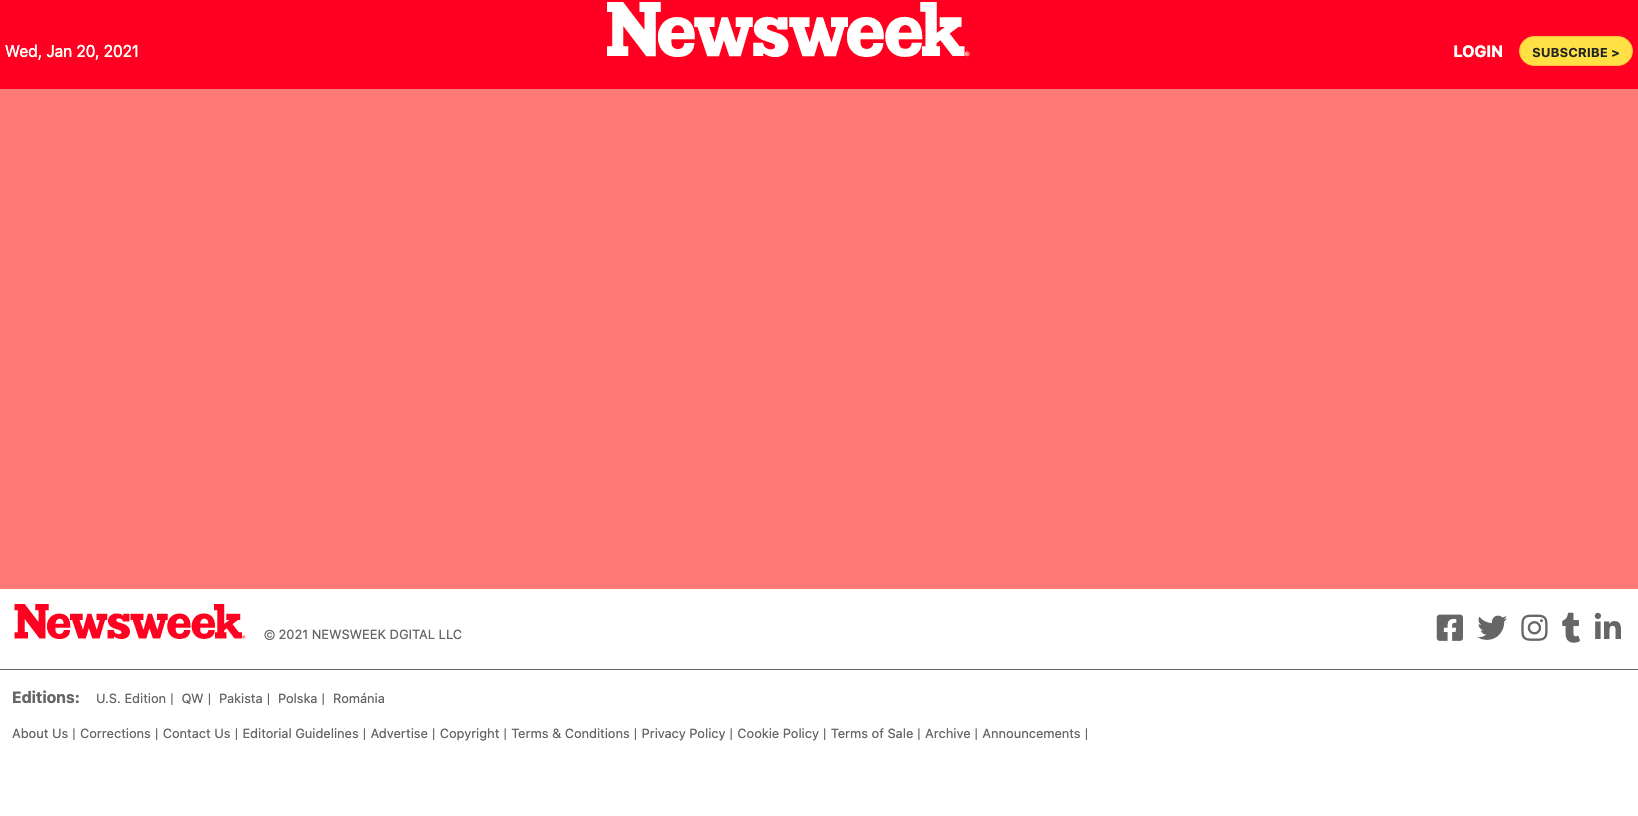 Newsweek
Wed, Jan 20, 2021
LOGIN
SUBSCRIBE >
Newsweek
© 2021 NEWSWEEK DGITAL LLC
Editions: U.S. Edition | QW | Pakista | Polska | Románia
About Us | Corrections | Contact Us | Editorial Guidelines | Advertise | Copyright | Terms & Conditions | Privacy Policy | Cookie Policy | Terms of Sale | Archive | Announcements |